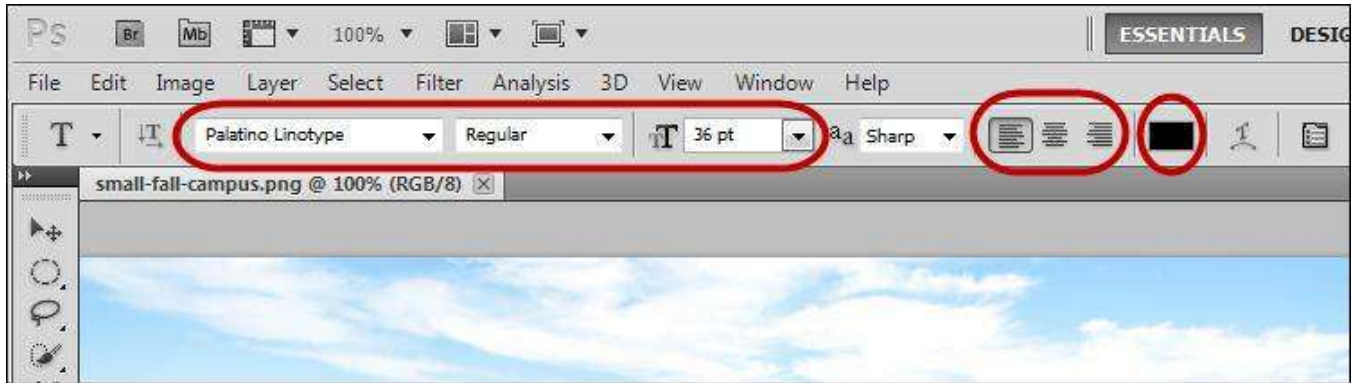 Ps Br Mb 100% ESSENTIALS DESIG
File Edit Image Layer Select Filter Analysis 3D View Window Help
T T Palatino Linotype Regular T T 36 pt a a Sharp T
small-fall-campus.png @ 100% (RGB/8)